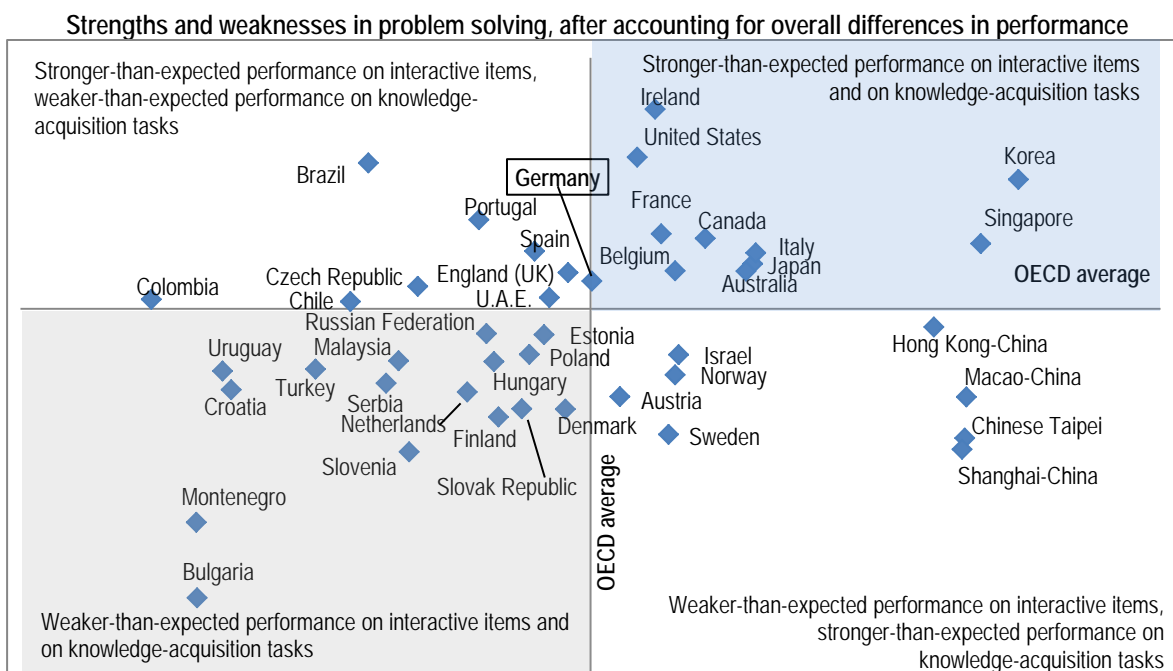 Strengths and weaknesses in problem solving, after accounting for overall differences in performance
Stronger-than-expected performance on interactive items,
weaker-than-expected performance on knowledge-
acquisition tasks
Stronger-than-expected performance on interactive items
and on knowledge-acquisition tasks
Ireland
United States
Korea
Brazil
Germany
France
Portugal
Canada
Singapore
Spain
Italy
Belgium
Japan
England (UK)
OECD average
Czech Republic
Australia
Colombia
Chile
U.A.E.
Russian Federation
Estonia
Hong Kong-China
Uruguay
Malaysia
Poland
Israel
Norway
Turkey
Hungary
Macao-China
Croatia
Serbia
Austria
Netherlands
Denmark
Chinese Taipei
Finland
Sweden
Slovenia
Shanghai-China
Slovak Republic
Montenegro
OECD average
Bulgaria
Weaker-than-expected performance on interactive items and
on knowledge-acquisition tasks
Weaker-than-expected performance on interactive items,
stronger-than-expected performance on
knowledge-acquisition tasks